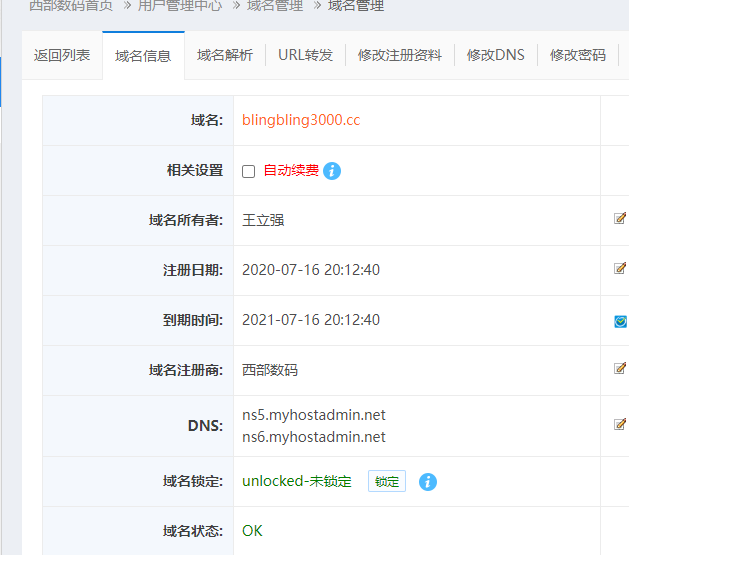 西部数码首页 » 用户管理中心 » 域名管理 » 域名管理
返回列表 域名信息 域名解析 URL转发 修改注册资料 修改DNS 修改密码
域名: blingbling3000.cc
相关设置 自动续费
域名所有者: 王立强
注册日期: 2020-07-16 20:12:40
到期时间: 2021-07-16 20:12:40
域名注册商: 西部数码
DNS: ns5.myhostadmin.net
ns6.myhostadmin.net
域名锁定: unlocked-未锁定 锁定
域名状态: OK